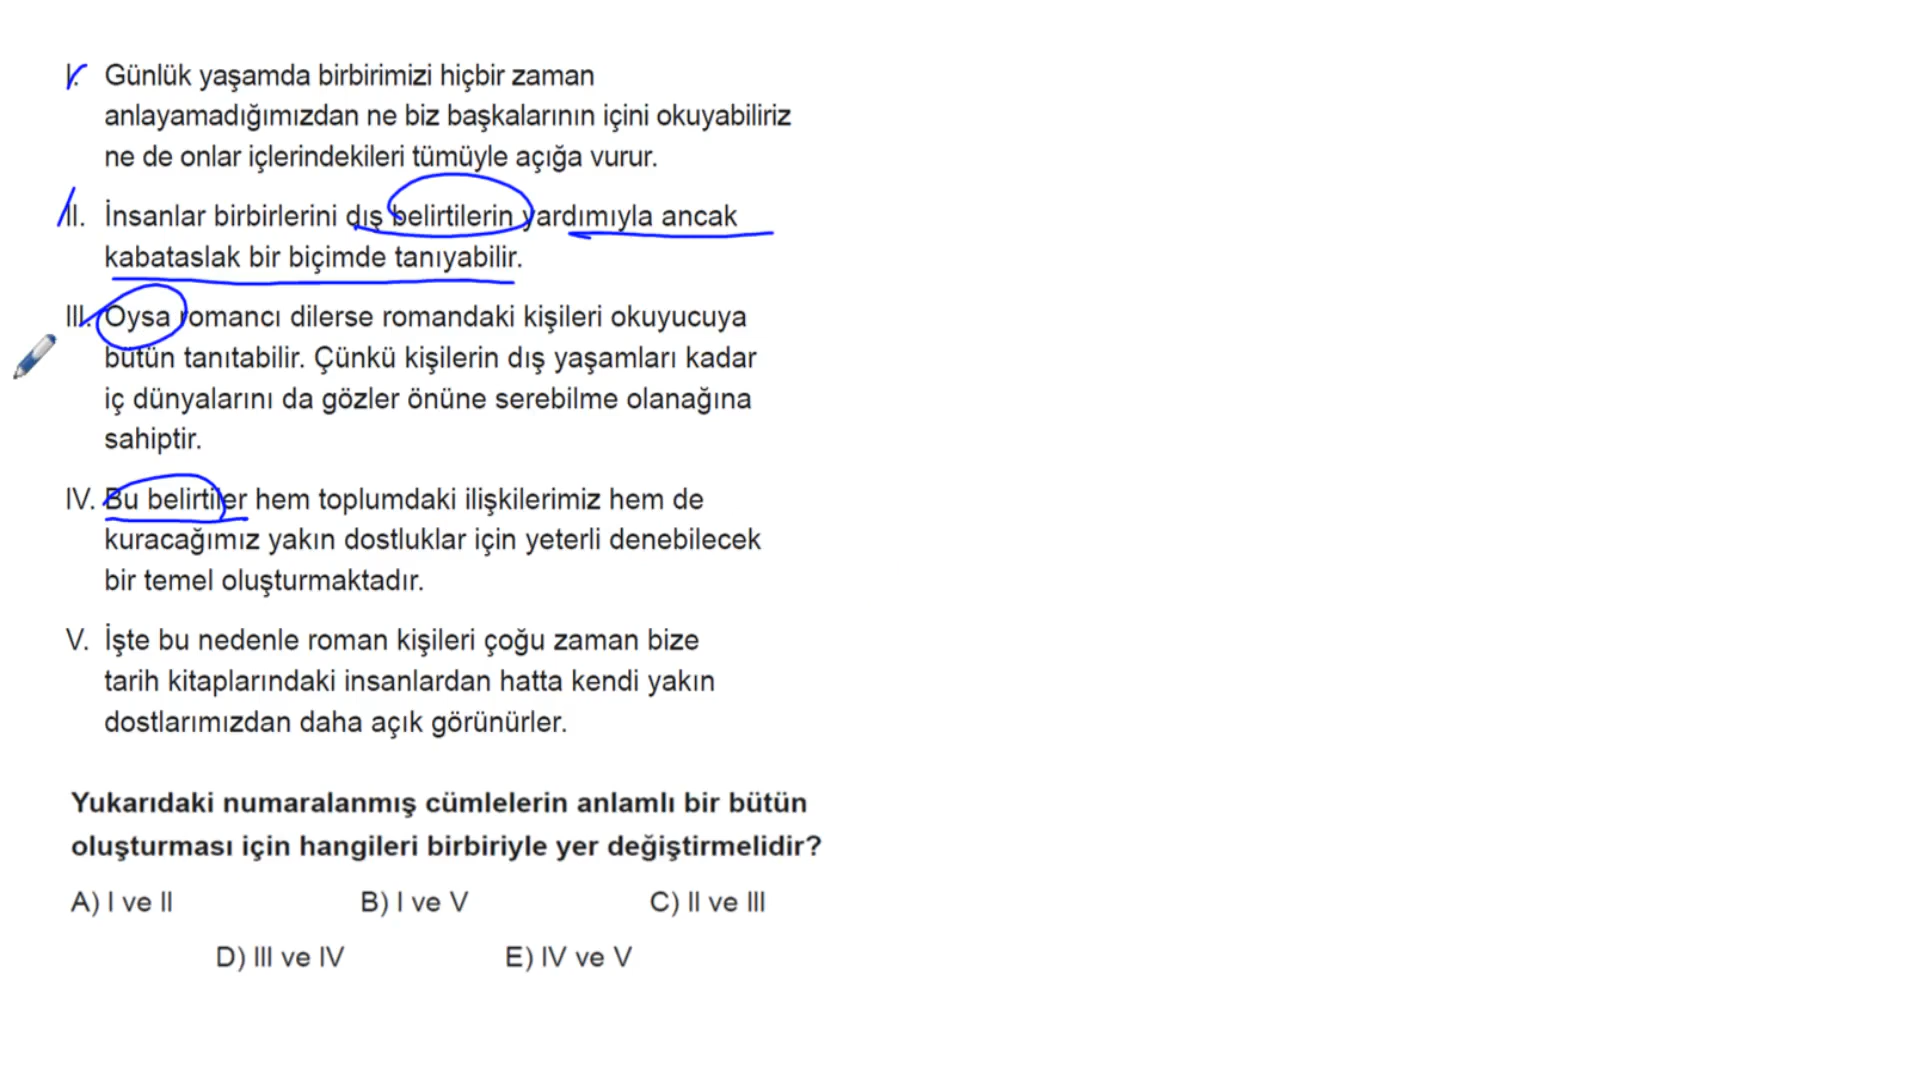 I. Günlük yaşamda birbirimizi hiçbir zaman
anlayamadığımızdan ne biz başkalarının içini okuyabiliriz
ne de onlar içlerindekileri tümüyle açığa vurur.
II. İnsanlar birbirlerini dış belirtilerin yardımıyla ancak
kabataslak bir biçimde tanıyabilir.
III. Oysa romancı dilerse romandaki kişileri okuyucuya
bütün tanıtabilir. Çünkü kişilerin dış yaşamları kadar
iç dünyalarını da gözler önüne serebilme olanağına
sahiptir.
IV. Bu belirtiler hem toplumdaki ilişkilerimiz hem de
kuracağımız yakın dostluklar için yeterli denebilecek
bir temel oluşturmaktadır.
V. İşte bu nedenle roman kişileri çoğu zaman bize
tarih kitaplarındaki insanlardan hatta kendi yakın
dostlarımızdan daha açık görünürler.
Yukarıdaki numaralanmış cümlelerin anlamlı bir bütün
oluşturması için hangileri birbiriyle yer değiştirmelidir?
A) I ve II B) I ve V C) II ve III
D) III ve IV E) IV ve V